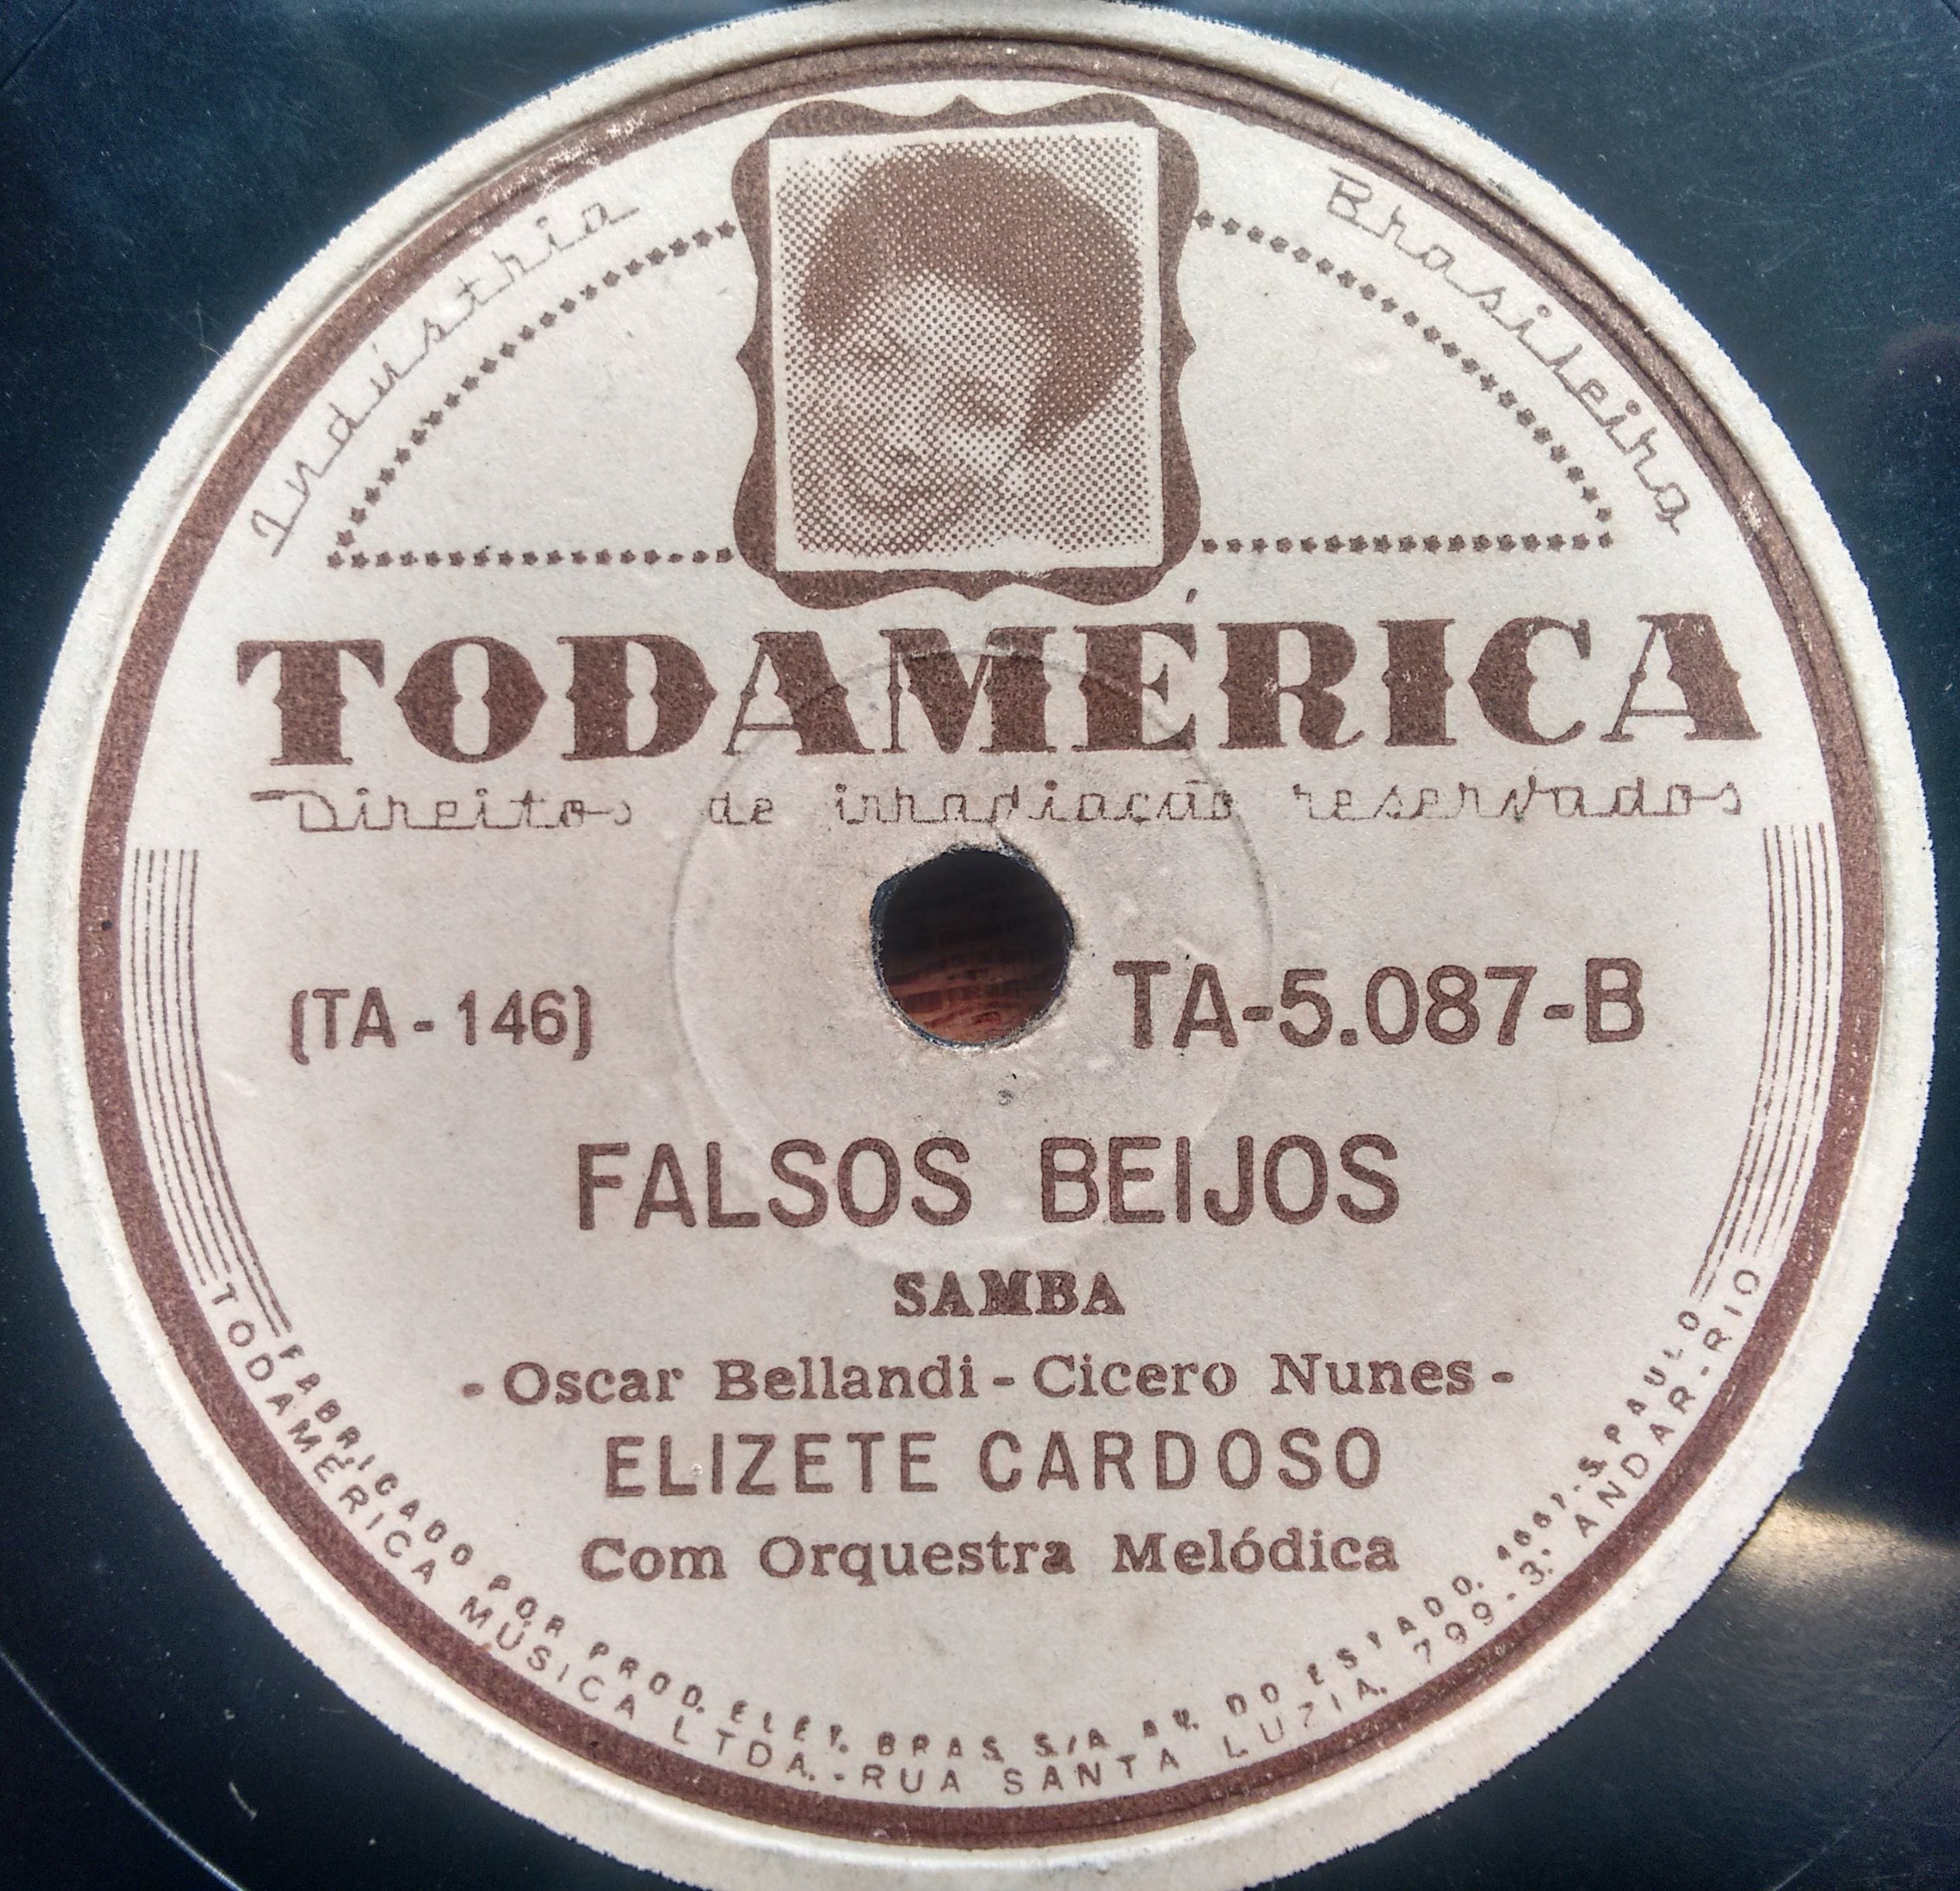 Indústria Brasileira
TODAMÉRICA
Direitos de irradiação reservados
(TA-146) TA-5.087-B
FALSOS BEIJOS
SAMBA
- Oscar Bellandi - Cicero Nunes -
ELIZETE CARDOSO
Com Orquestra Melódica
FABRICADO POR PROD. ELET. BRAS. S/A AV. DO ESTADO. 4667-S. PAULO
TODAMÉRICA MÚSICA LTDA.-RUA SANTA LUZIA. 799-3.° ANDAR-RIO